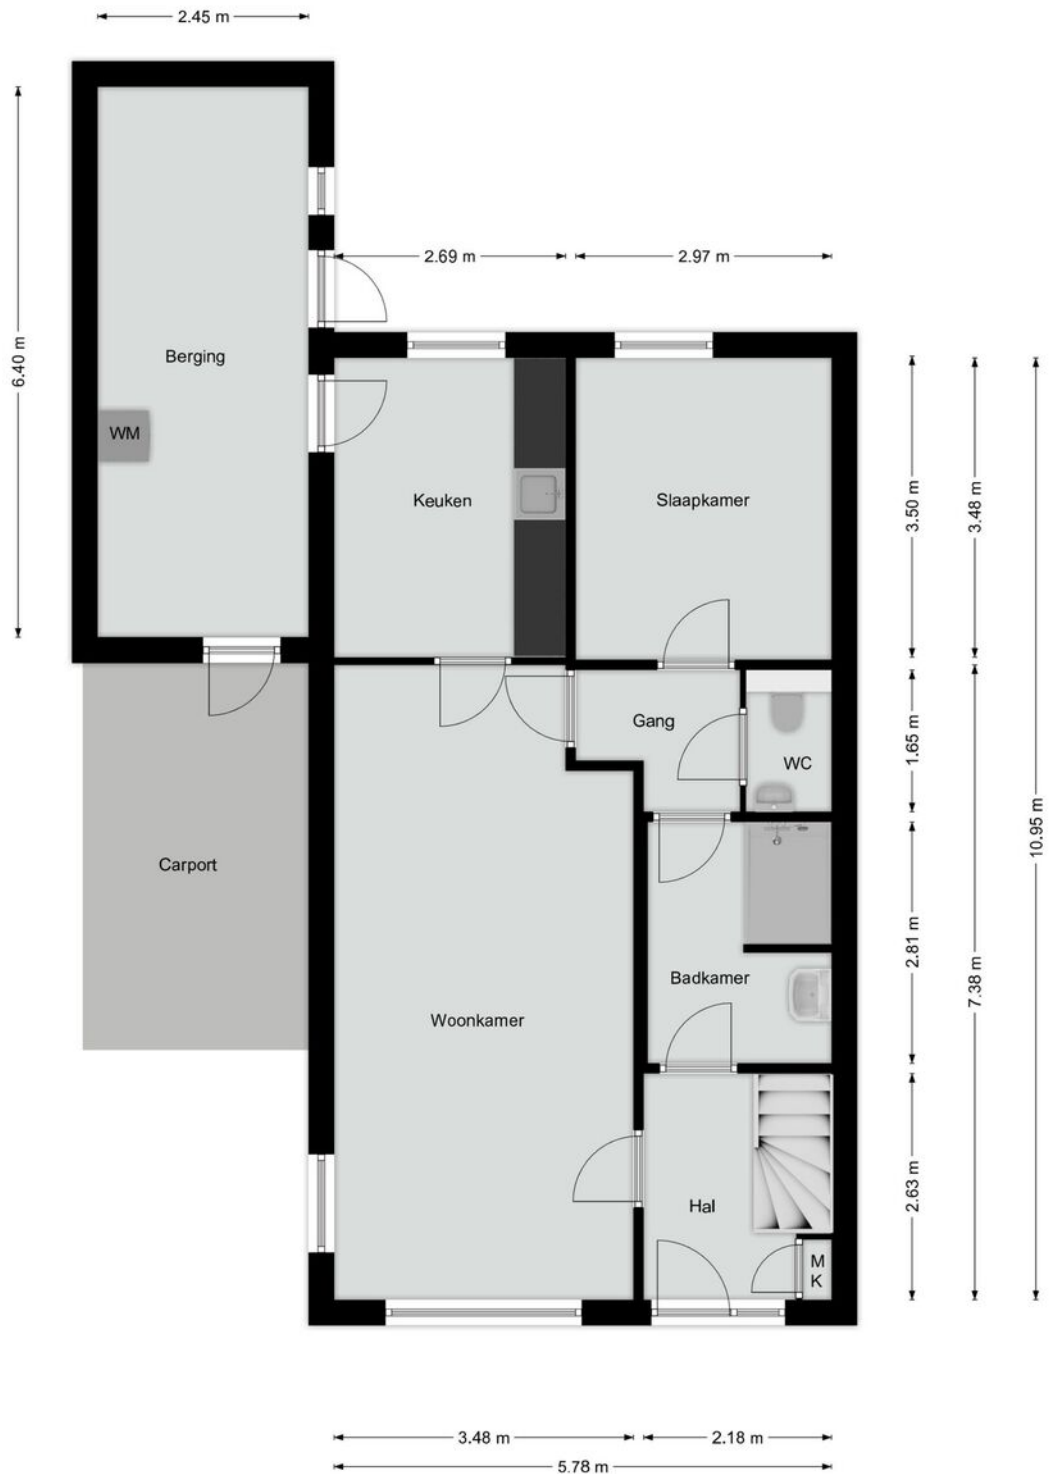 2.45 m
2.69 m
2.97 m
6.40 m
Berging
WM
Keuken
Slaapkamer
3.50 m
3.48 m
Gang
WC
1.65 m
10.95 m
Carport
Badkamer
2.81 m
7.38 m
Woonkamer
Hal
2.63 m
M
K
3.48 m
2.18 m
5.78 m